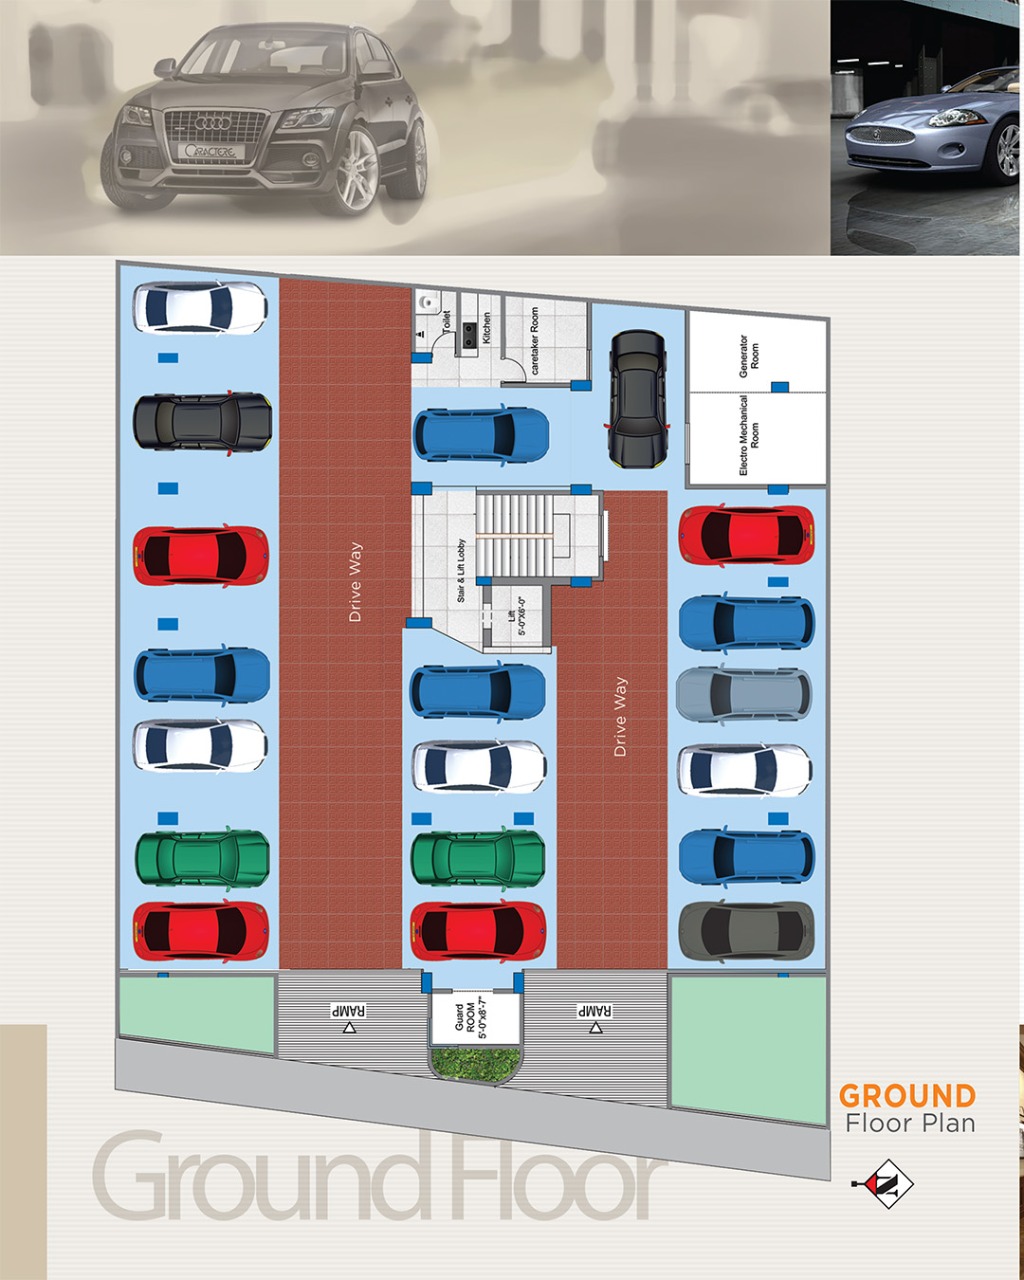 CARACTERE
Toilet
Kitchen
caretaker Room
Generator
Room
Electro Mechanical
Room
Drive Way
Stair & Lift Lobby
Lift
5'-0"X6'-0"
Drive Way
RAMP
Guard
ROOM
5'-0"x8'-7"
RAMP
GROUND
Floor Plan
Ground Floor
N